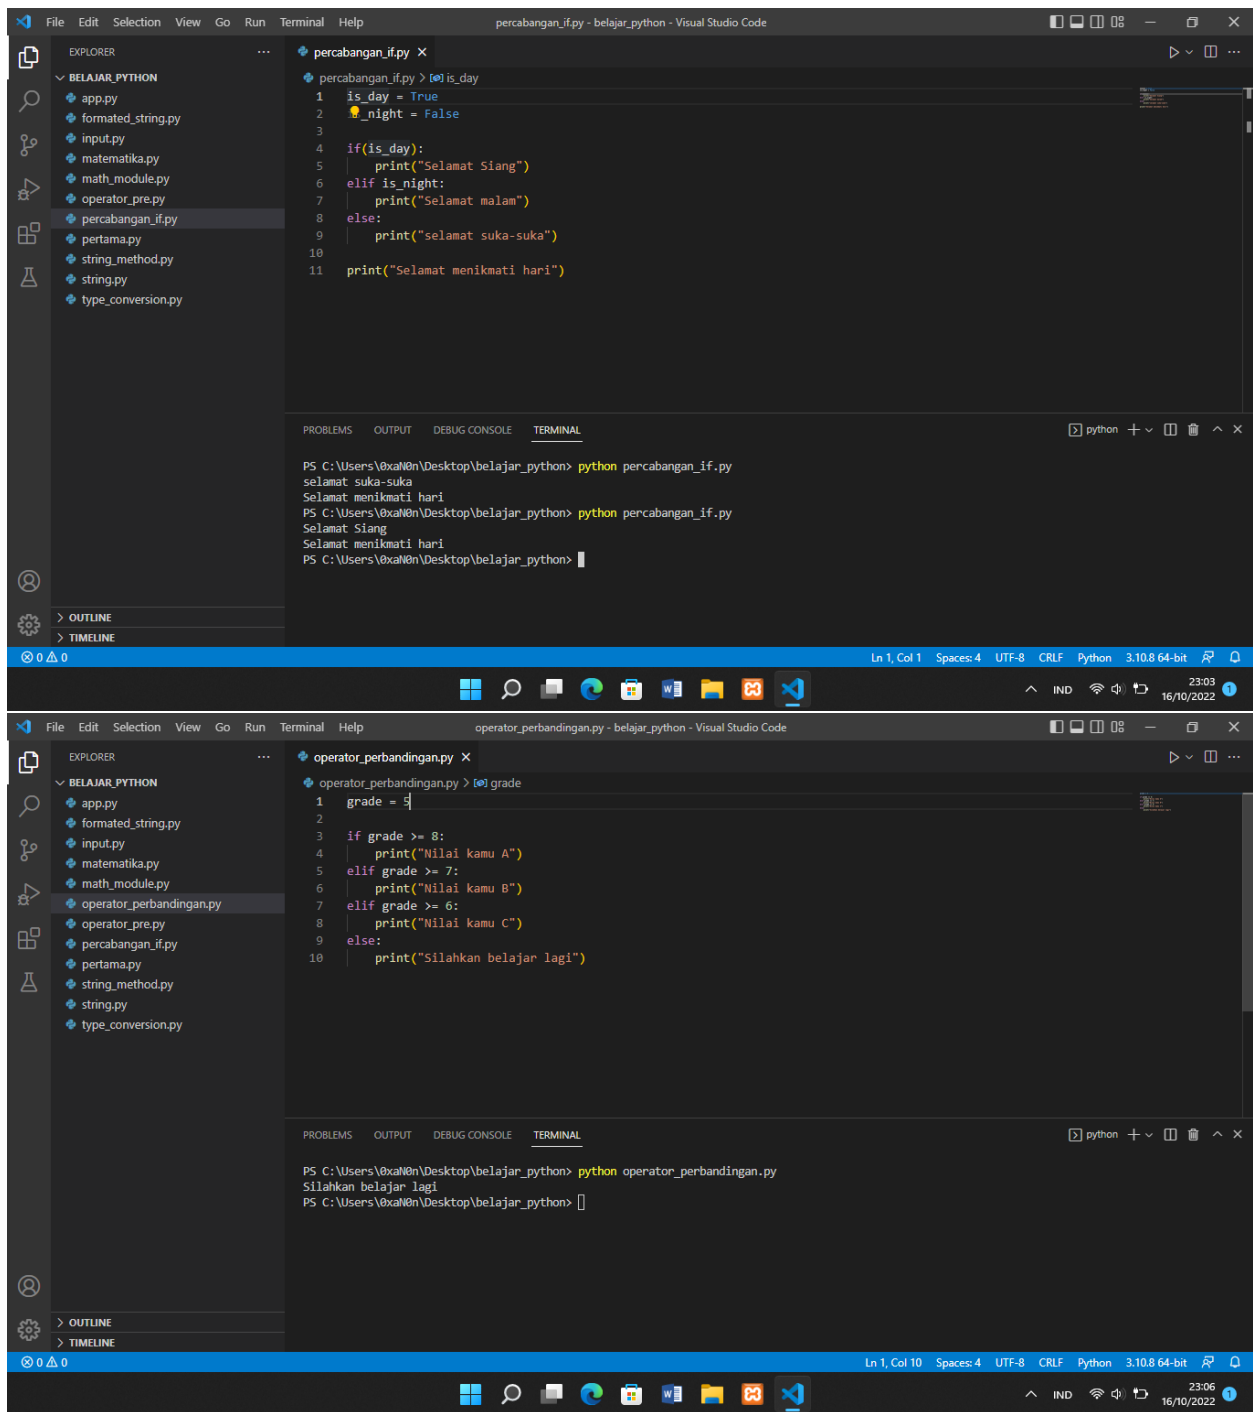 File Edit Selection View Go Run Terminal Help percabangan_if.py - belajar_python - Visual Studio Code
EXPLORER ... percabangan_if.py
BELAJAR_PYTHON percabangan_if.py > is_day
app.py
formated_string.py
input.py
matematika.py
math_module.py
operator_pre.py
percabangan_if.py
pertama.py
string_method.py
string.py
type_conversion.py
1 is_day = True
2 _night = False
3
4 if(is_day):
5 print("Selamat Siang")
6 elif is_night:
7 print("Selamat malam")
8 else:
9 print("selamat suka-suka")
10
11 print("Selamat menikmati hari")
PROBLEMS OUTPUT DEBUG CONSOLE TERMINAL python
PS C:\Users\0xaN0n\Desktop\belajar_python> python percabangan_if.py
selamat suka-suka
Selamat menikmati hari
PS C:\Users\0xaN0n\Desktop\belajar_python> python percabangan_if.py
Selamat Siang
Selamat menikmati hari
PS C:\Users\0xaN0n\Desktop\belajar_python>
OUTLINE
TIMELINE
0 0 Ln 1, Col 1 Spaces: 4 UTF-8 CRLF Python 3.10.8 64-bit
IND 23:03
16/10/2022 1
File Edit Selection View Go Run Terminal Help operator_perbandingan.py - belajar_python - Visual Studio Code
EXPLORER ... operator_perbandingan.py
BELAJAR_PYTHON operator_perbandingan.py > grade
app.py
formated_string.py
input.py
matematika.py
math_module.py
operator_perbandingan.py
operator_pre.py
percabangan_if.py
pertama.py
string_method.py
string.py
type_conversion.py
1 grade = 5
2
3 if grade >= 8:
4 print("Nilai kamu A")
5 elif grade >= 7:
6 print("Nilai kamu B")
7 elif grade >= 6:
8 print("Nilai kamu C")
9 else:
10 print("Silahkan belajar lagi")
PROBLEMS OUTPUT DEBUG CONSOLE TERMINAL python
PS C:\Users\0xaN0n\Desktop\belajar_python> python operator_perbandingan.py
Silahkan belajar lagi
PS C:\Users\0xaN0n\Desktop\belajar_python>
OUTLINE
TIMELINE
0 0 Ln 1, Col 10 Spaces: 4 UTF-8 CRLF Python 3.10.8 64-bit
IND 23:06
16/10/2022 1